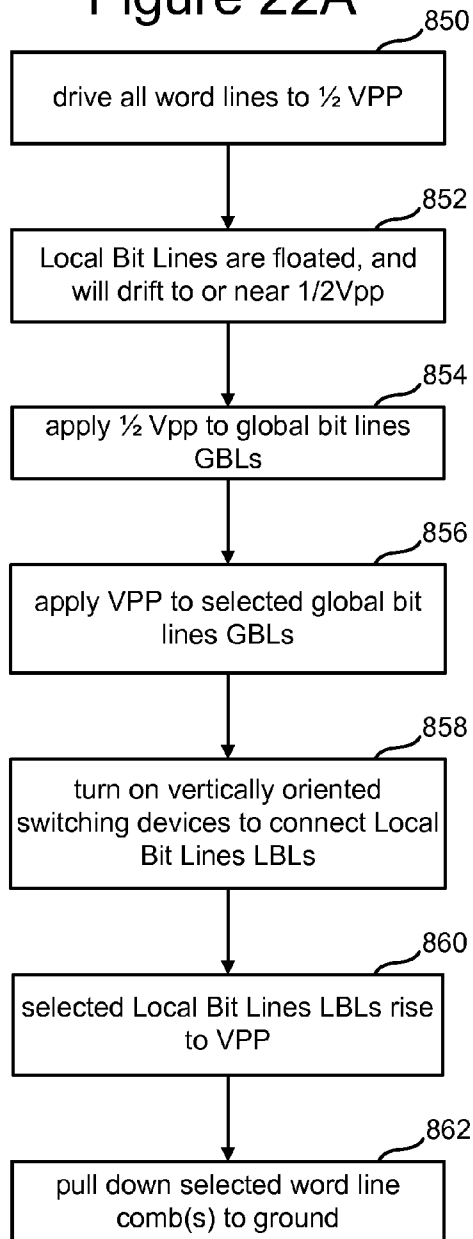 Figure 22A
850
drive all word lines to ½ VPP
852
Local Bit Lines are floated, and
will drift to or near 1/2Vpp
854
apply ½ Vpp to global bit lines
GBLs
856
apply VPP to selected global bit
lines GBLs
858
turn on vertically oriented
switching devices to connect Local
Bit Lines LBLs
860
selected Local Bit Lines LBLs rise
to VPP
862
pull down selected word line
comb(s) to ground